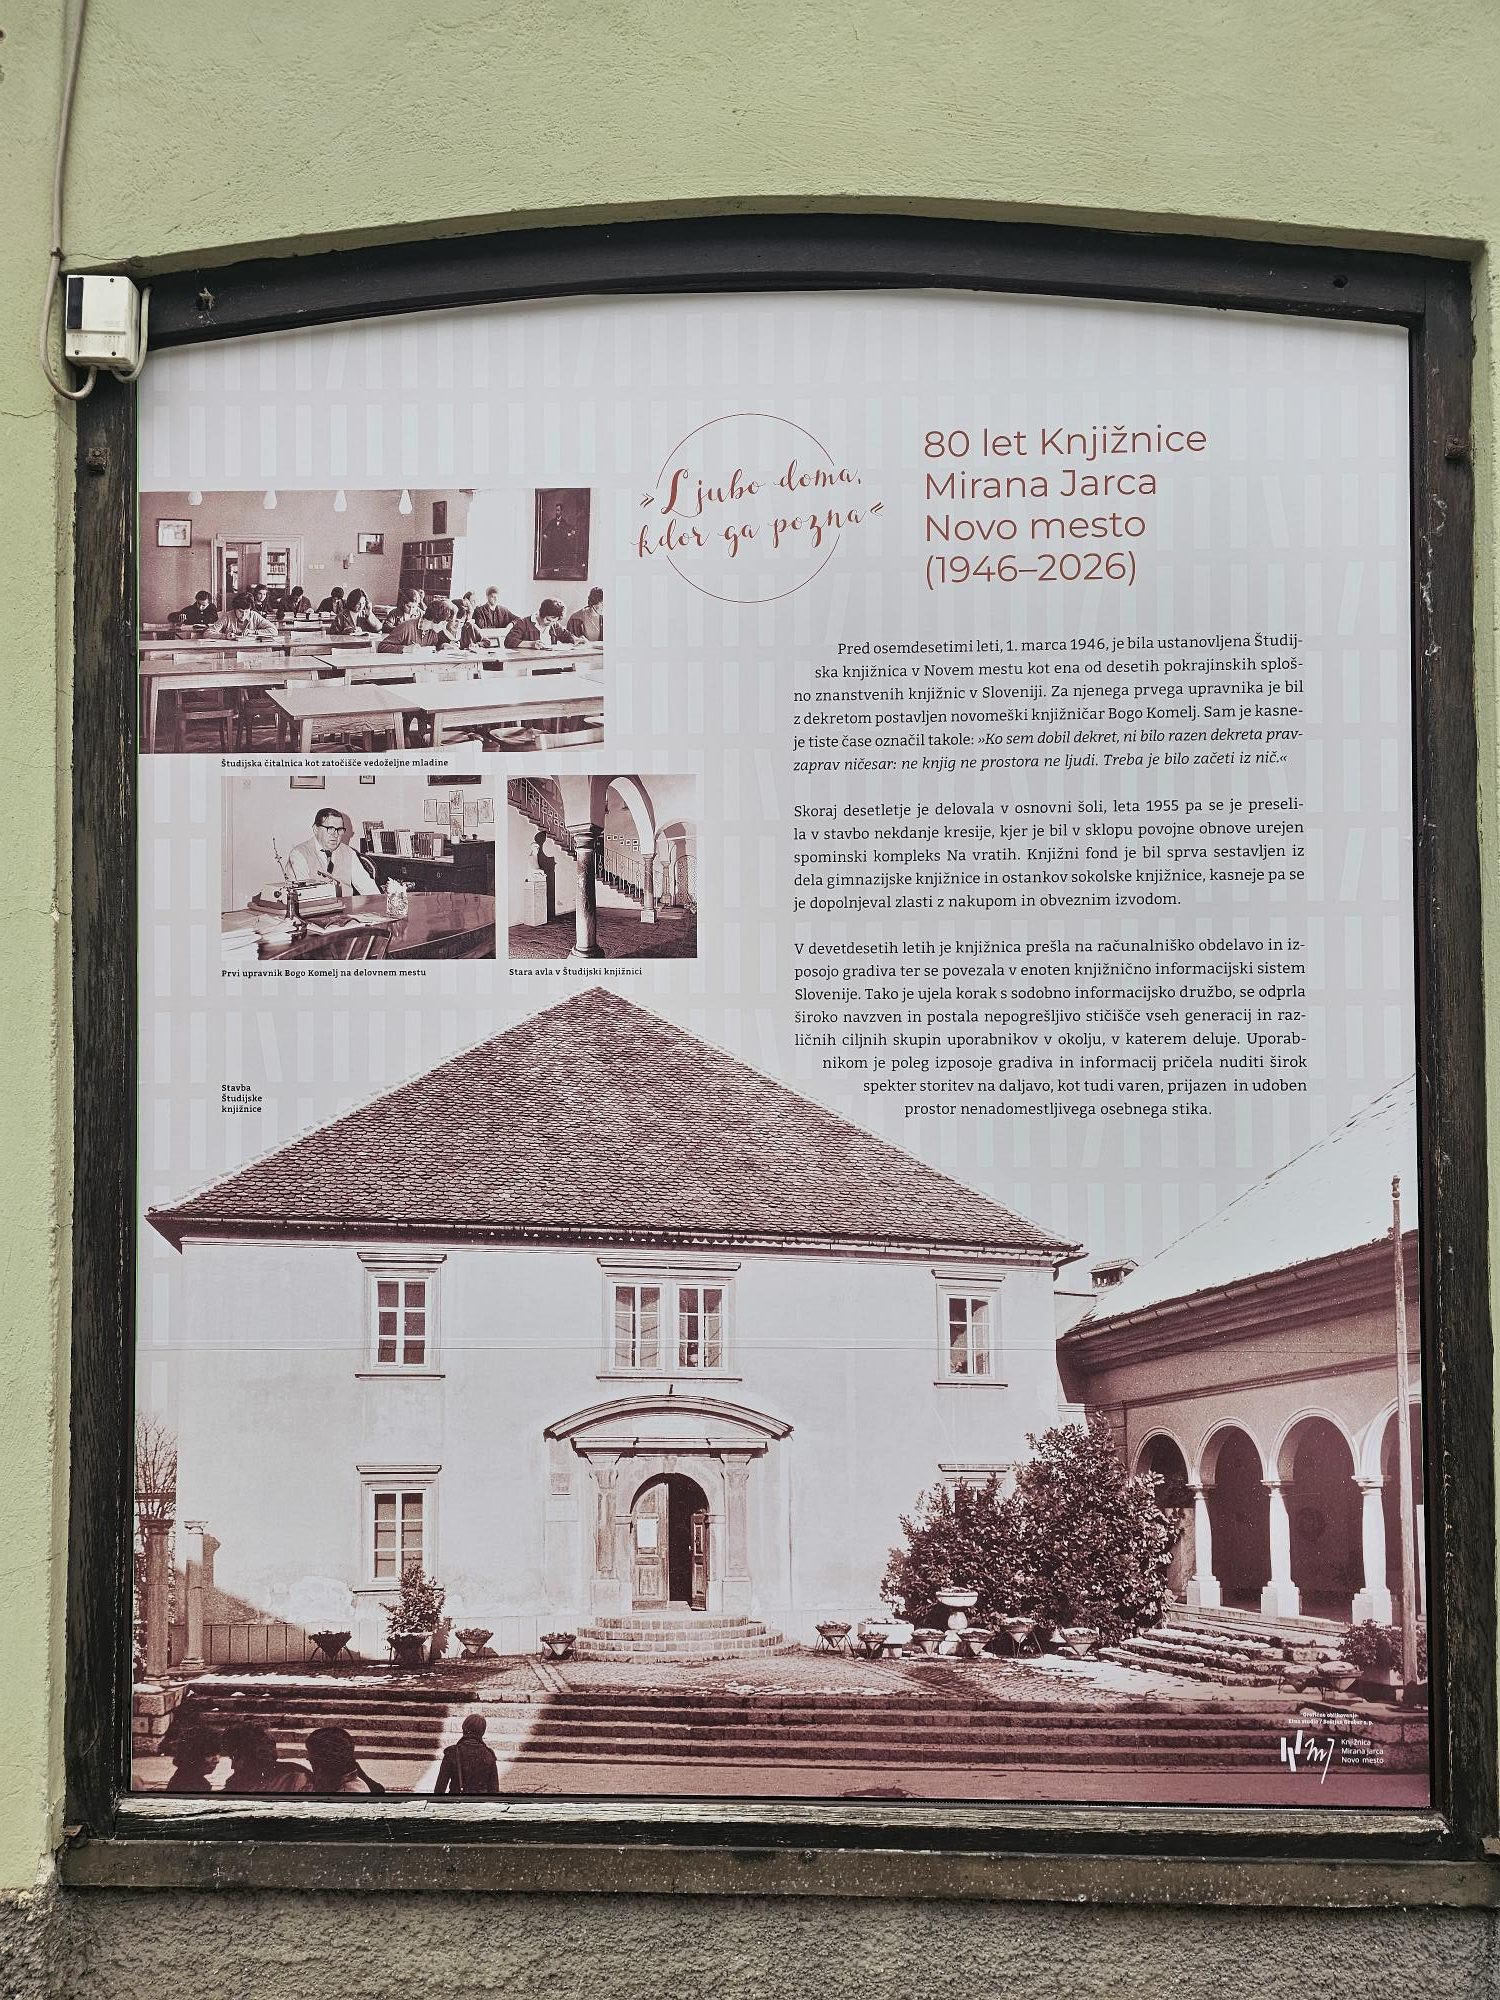 »Ljubo doma,
kdor ga pozna«
80 let Knjižnice
Mirana Jarca
Novo mesto
(1946–2026)
Pred osemdesetimi leti, 1. marca 1946, je bila ustanovljena Študij-
ska knjižnica v Novem mestu kot ena od desetih pokrajinskih sploš-
no znanstvenih knjižnic v Sloveniji. Za njenega prvega upravnika je bil
z dekretom postavljen novomeški knjižničar Bogo Komelj. Sam je kasne-
je tiste čase označil takole: »Ko sem dobil dekret, ni bilo razen dekreta prav-
zaprav ničesar: ne knjig ne prostora ne ljudi. Treba je bilo začeti iz nič.«
Skoraj desetletje je delovala v osnovni šoli, leta 1955 pa se je preseli-
la v stavbo nekdanje kresije, kjer je bil v sklopu povojne obnove urejen
spominski kompleks Na vratih. Knjižni fond je bil sprva sestavljen iz
dela gimnazijske knjižnice in ostankov sokolske knjižnice, kasneje pa se
je dopolnjeval zlasti z nakupom in obveznim izvodom.
V devetdesetih letih je knjižnica prešla na računalniško obdelavo in iz-
posojo gradiva ter se povezala v enoten knjižnično informacijski sistem
Slovenije. Tako je ujela korak s sodobno informacijsko družbo, se odprla
široko navzven in postala nepogrešljivo stičišče vseh generacij in raz-
ličnih ciljnih skupin uporabnikov v okolju, v katerem deluje. Uporab-
nikom je poleg izposoje gradiva in informacij pričela nuditi širok
spekter storitev na daljavo, kot tudi varen, prijazen in udoben
prostor nenadomestljivega osebnega stika.
Študijska čitalnica kot zatočišče vedoželjne mladine
Prvi upravnik Bogo Komelj na delovnem mestu
Stara avla v Študijski knjižnici
Stavba
Študijske
knjižnice
Grafično oblikovanje:
Knjižnica
Mirana Jarca
Novo mesto